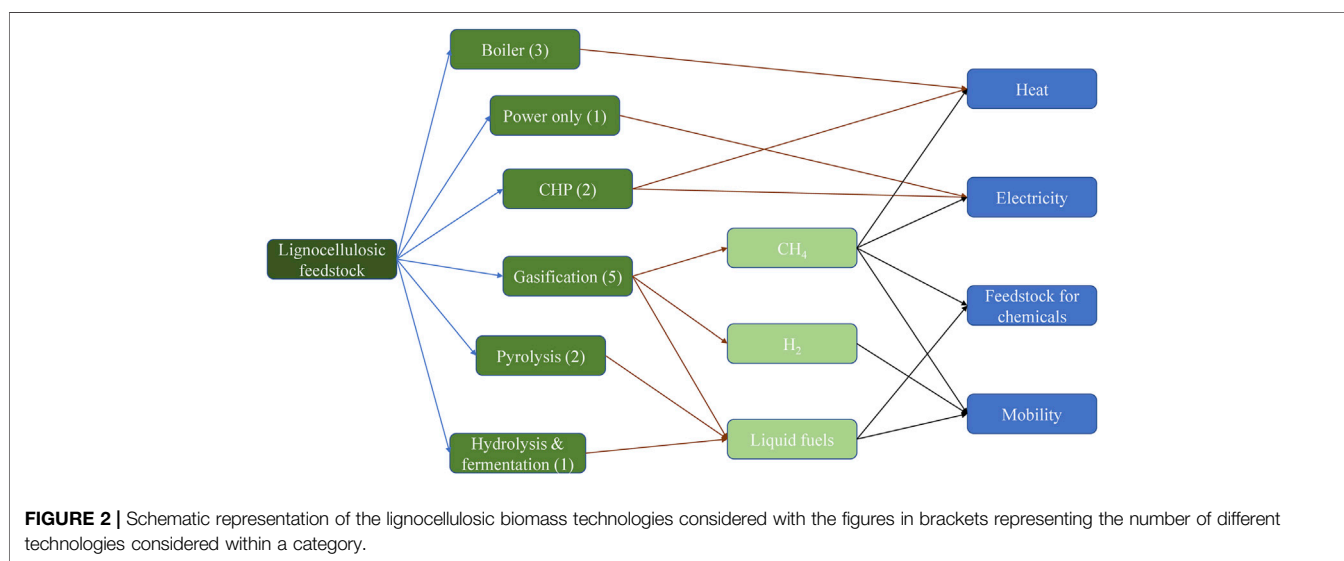 Boiler (3)
Heat
Power only (1)
CHP (2)
Electricity
Lignocellulosic
feedstock
CH₄
Gasification (5)
Feedstock for
chemicals
H₂
Pyrolysis (2)
Mobility
Liquid fuels
Hydrolysis &
fermentation (1)
FIGURE 2 | Schematic representation of the lignocellulosic biomass technologies considered with the figures in brackets representing the number of different
technologies considered within a category.